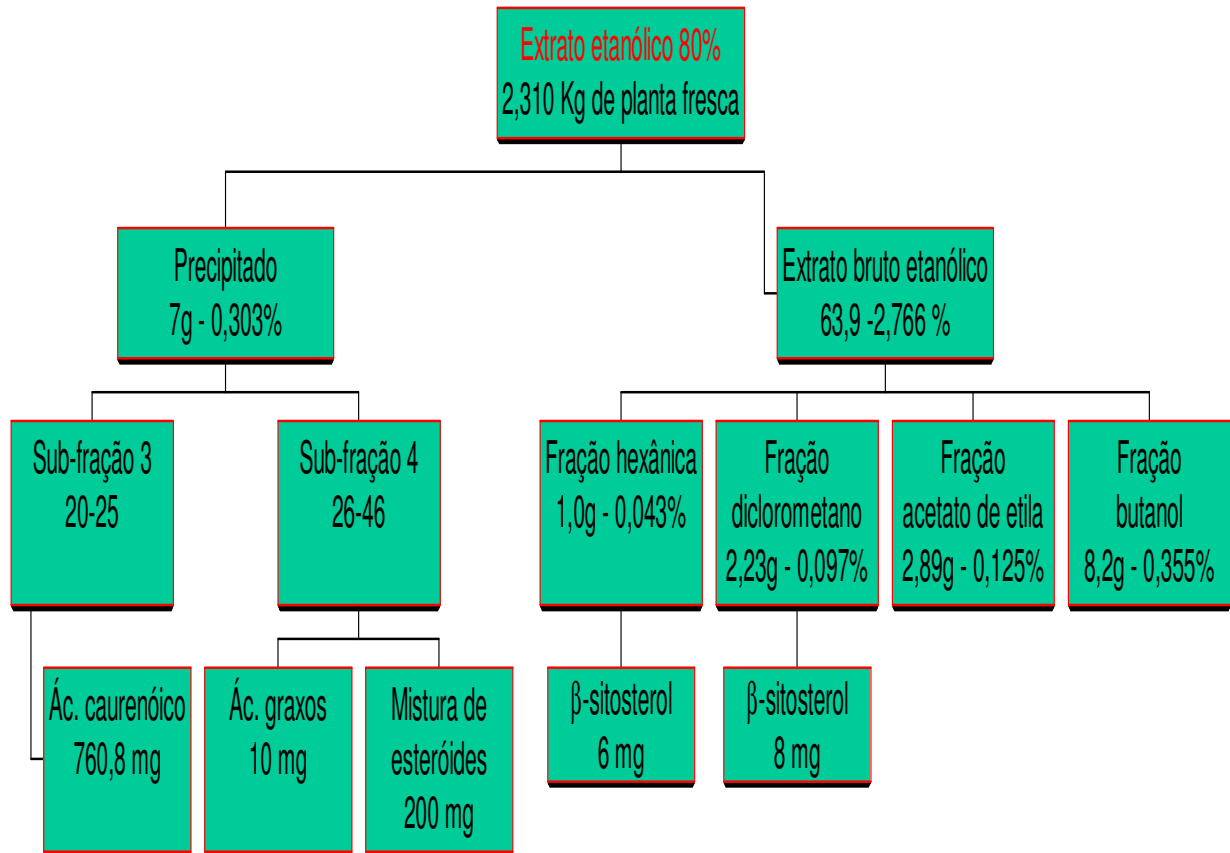 Extrato etanólico 80%
2,310 Kg de planta fresca
Precipitado
7g - 0,303%
Extrato bruto etanólico
63,9 -2,766 %
Sub-fração 3
20-25
Sub-fração 4
26-46
Fração hexânica
1,0g - 0,043%
Fração
diclorometano
2,23g - 0,097%
Fração
acetato de etila
2,89g - 0,125%
Fração
butanol
8,2g - 0,355%
Ác. caurenóico
760,8 mg
Ác. graxos
10 mg
Mistura de
esteróides
200 mg
β-sitosterol
6 mg
β-sitosterol
8 mg